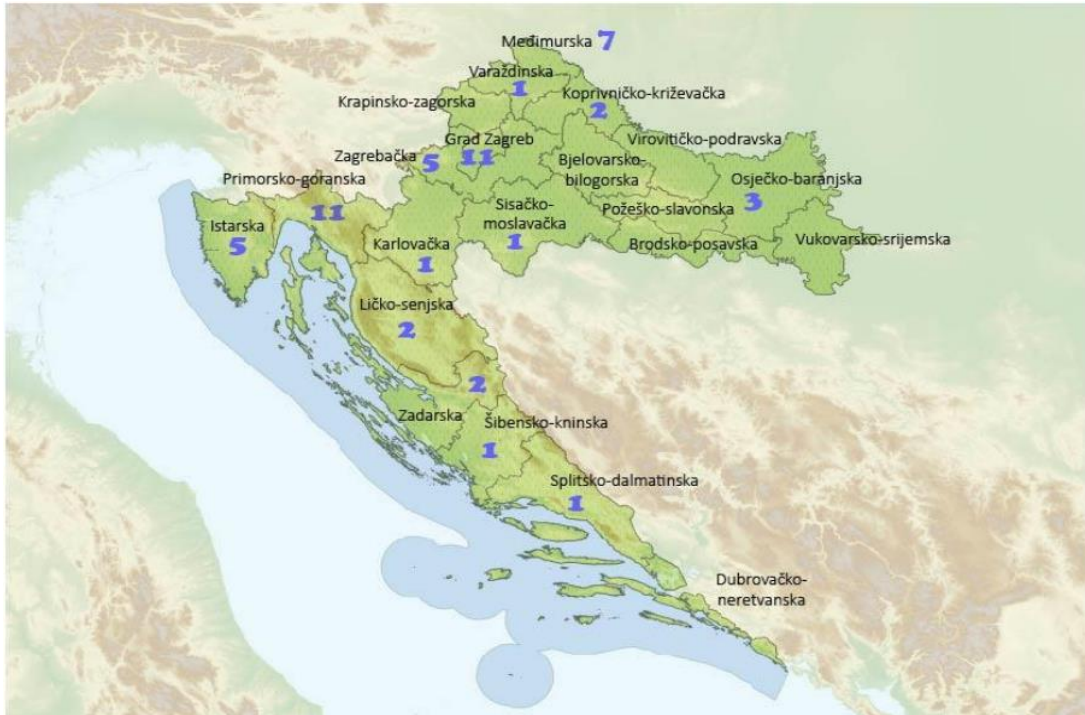 Međimurska 7
Varaždinska
1
Koprivničko-križevačka
2
Krapinsko-zagorska
Grad Zagreb
11
Virovitičko-podravska
Zagrebačka
5
Bjelovarsko-
bilogorska
Primorsko-goranska
11
Osječko-baranjska
3
Sisačko-
moslavačka
1
Požeško-slavonska
Istarska
5
Karlovačka
1
Brodsko-posavska
Vukovarsko-srijemska
Ličko-senjska
2
2
Zadarska
Šibensko-kninska
1
Splitsko-dalmatinska
1
Dubrovačko-
neretvanska